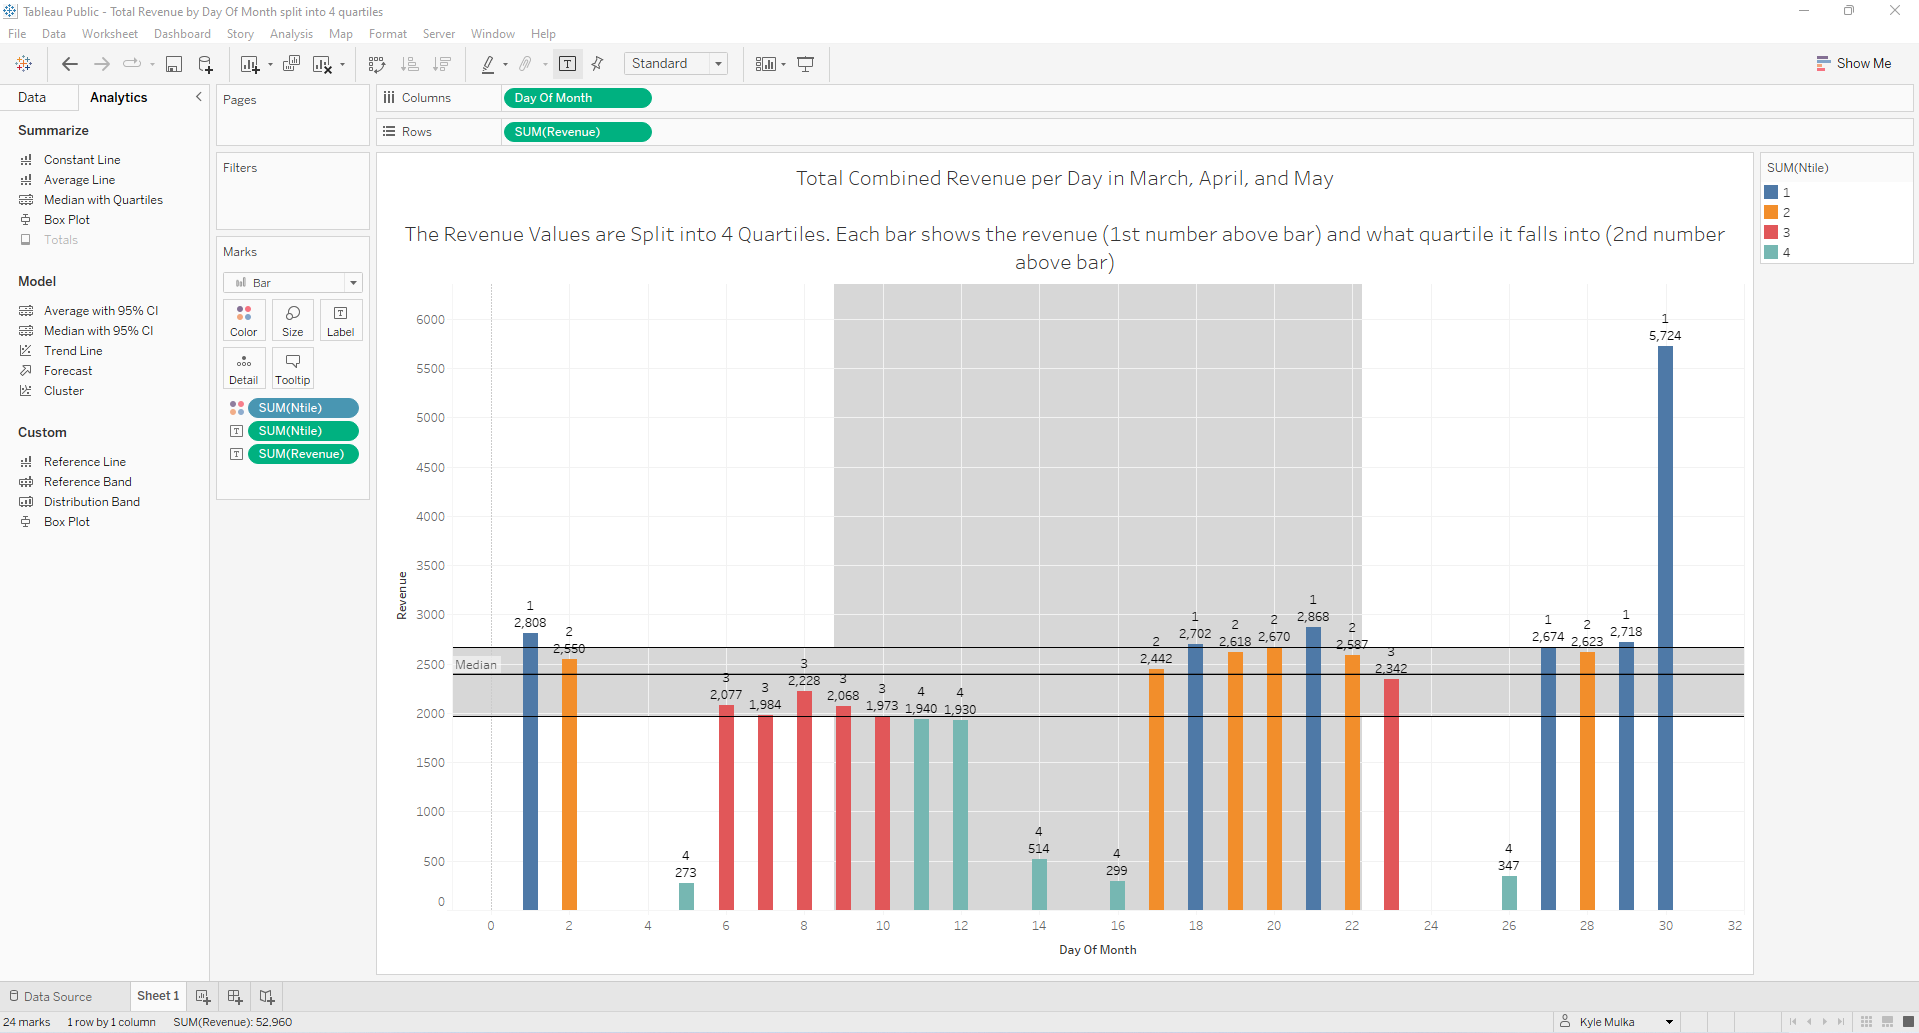 Tableau Public - Total Revenue by Day Of Month split into 4 quartiles
File Data Worksheet Dashboard Story Analysis Map Format Server Window Help
Standard
Show Me
Data Analytics
Summarize
Constant Line
Average Line
Median with Quartiles
Box Plot
Totals
Model
Average with 95% CI
Median with 95% CI
Trend Line
Forecast
Cluster
Custom
Reference Line
Reference Band
Distribution Band
Box Plot
Pages
Filters
Marks
Bar
Color Size Label
Detail Tooltip
SUM(Ntile)
SUM(Ntile)
SUM(Revenue)
Columns Day Of Month
Rows SUM(Revenue)
Total Combined Revenue per Day in March, April, and May
The Revenue Values are Split into 4 Quartiles. Each bar shows the revenue (1st number above bar) and what quartile it falls into (2nd number
above bar)
Revenue
6000
5500
5000
4500
4000
3500
3000
2500
2000
1500
1000
500
0
Median
1
2,808
2
2,550
4
273
3
2,077
3
1,984
3
2,228
3
2,068
3
1,973
4
1,940
4
1,930
4
514
4
299
2
2,442
1
2,702
2
2,618
2
2,670
1
2,868
2
2,587
3
2,342
4
347
1
2,674
2
2,623
1
2,718
1
5,724
0 2 4 6 8 10 12 14 16 18 20 22 24 26 28 30 32
Day Of Month
SUM(Ntile)
1
2
3
4
Data Source Sheet 1
24 marks 1 row by 1 column SUM(Revenue): 52,960
Kyle Mulka